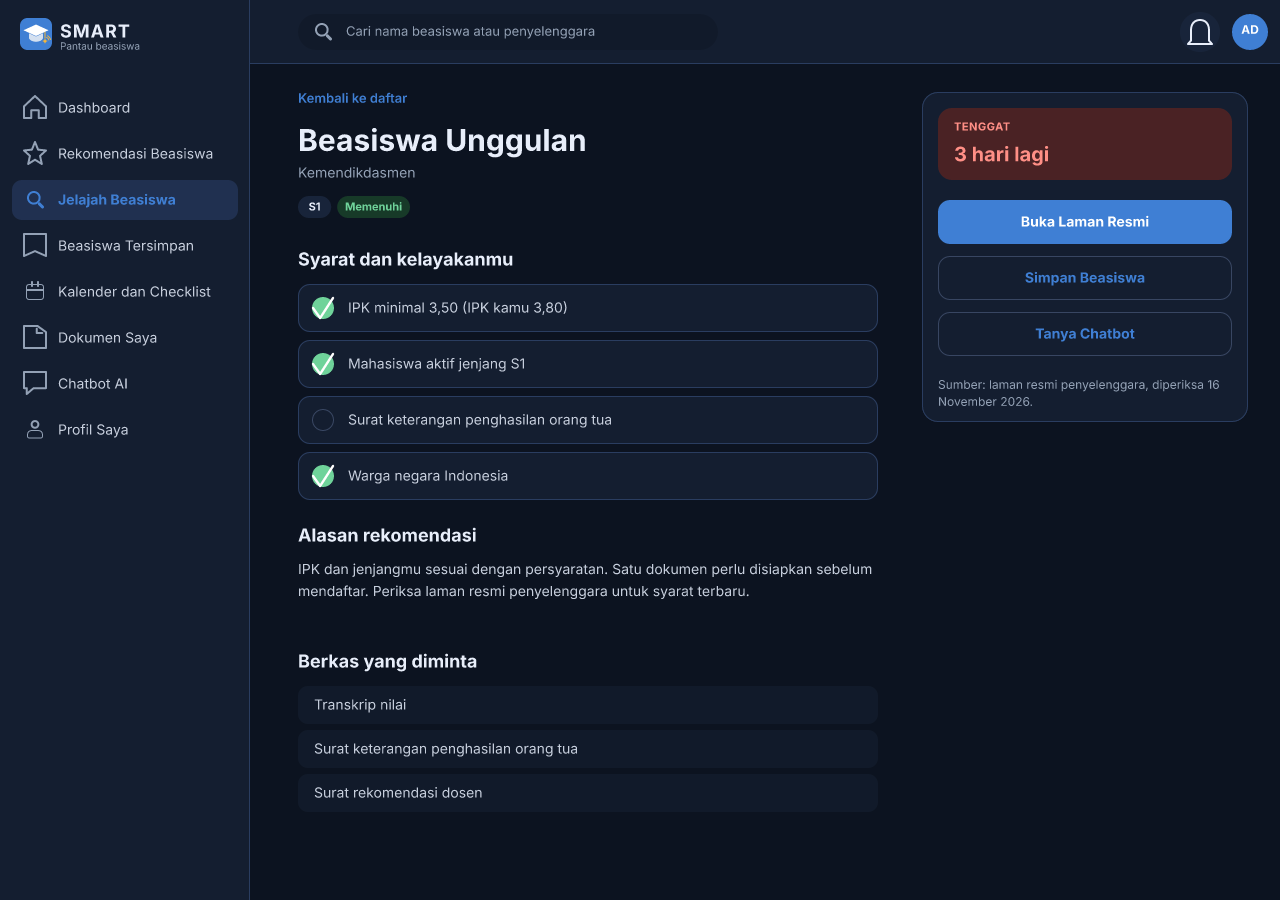 SMART
Pantau beasiswa
Cari nama beasiswa atau penyelenggara
AD
Dashboard
Rekomendasi Beasiswa
Jelajah Beasiswa
Beasiswa Tersimpan
Kalender dan Checklist
Dokumen Saya
Chatbot AI
Profil Saya
Kembali ke daftar
Beasiswa Unggulan
Kemendikdasmen
S1
Memenuhi
Syarat dan kelayakanmu
IPK minimal 3,50 (IPK kamu 3,80)
Mahasiswa aktif jenjang S1
Surat keterangan penghasilan orang tua
Warga negara Indonesia
Alasan rekomendasi
IPK dan jenjangmu sesuai dengan persyaratan. Satu dokumen perlu disiapkan sebelum
mendaftar. Periksa laman resmi penyelenggara untuk syarat terbaru.
Berkas yang diminta
Transkrip nilai
Surat keterangan penghasilan orang tua
Surat rekomendasi dosen
TENGGAT
3 hari lagi
Buka Laman Resmi
Simpan Beasiswa
Tanya Chatbot
Sumber: laman resmi penyelenggara, diperiksa 16
November 2026.